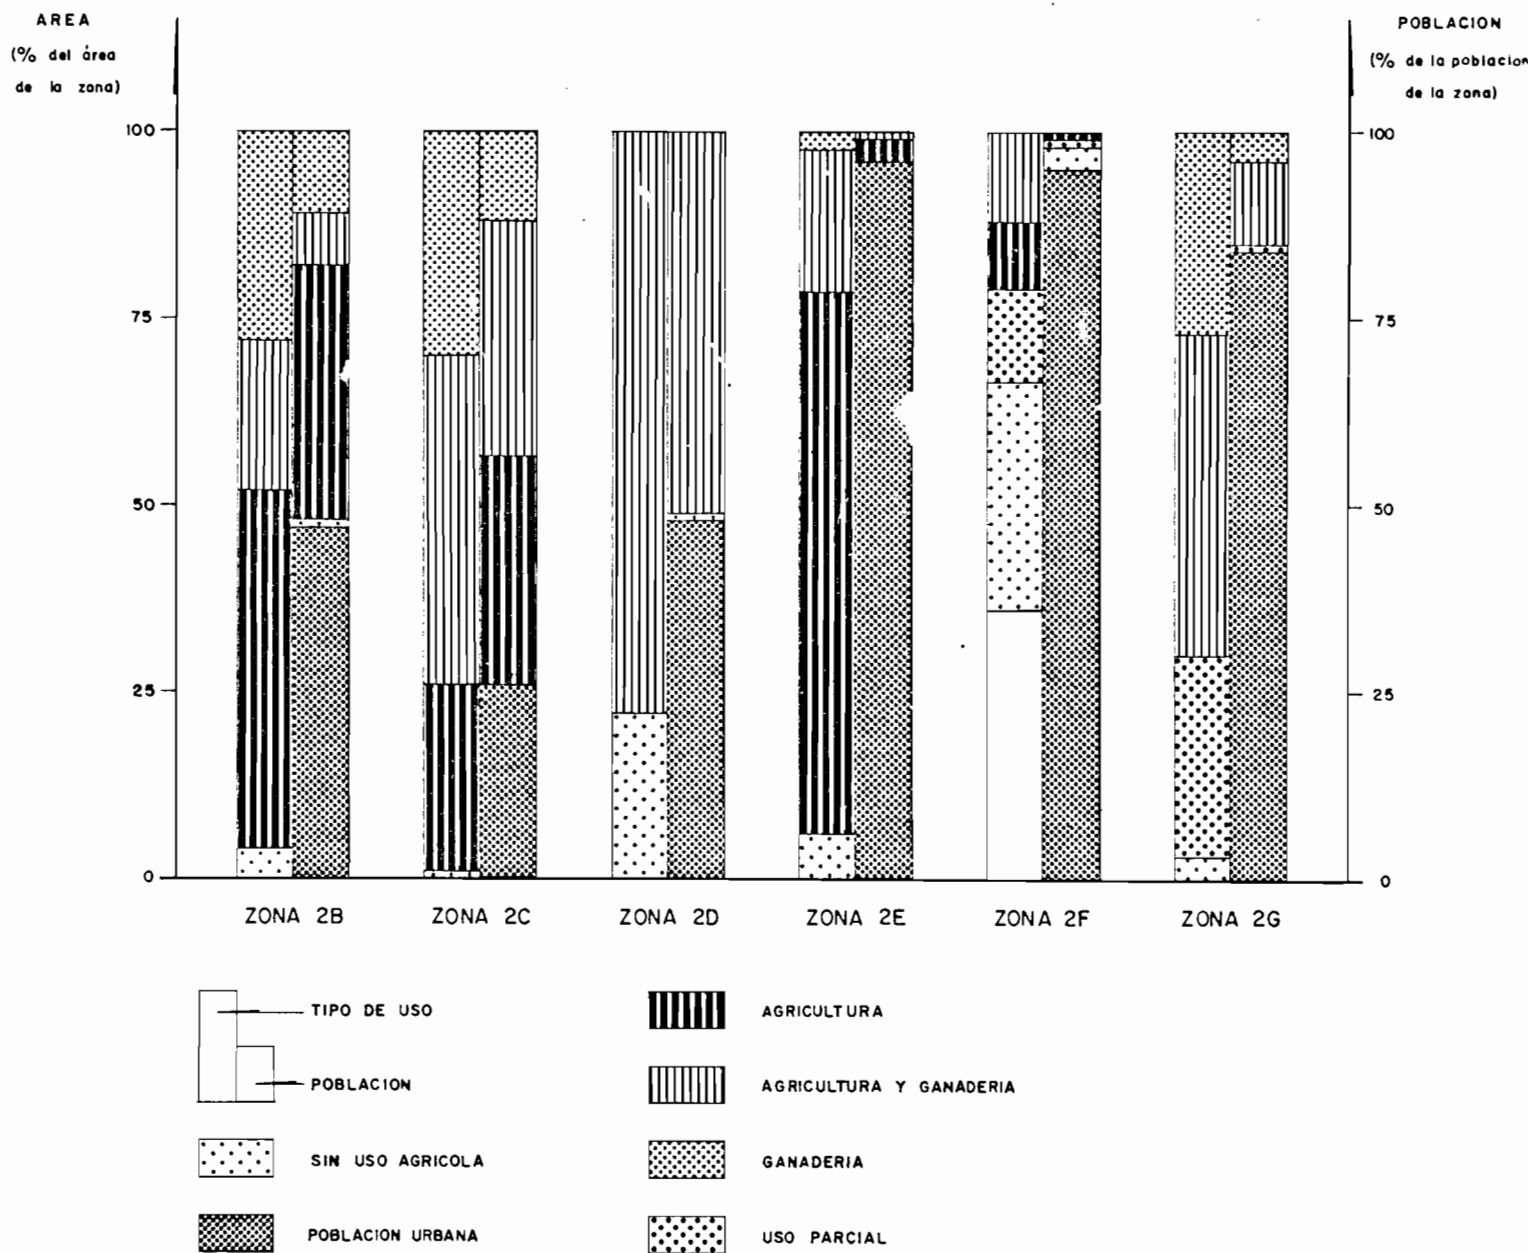 AREA
(% del área
de la zona)
POBLACION
(% de la poblacion
de la zona)
100
75
50
25
0
100
75
50
25
0
ZONA 2B
ZONA 2C
ZONA 2D
ZONA 2E
ZONA 2F
ZONA 2G
TIPO DE USO
POBLACION
SIN USO AGRICOLA
POBLACION URBANA
AGRICULTURA
AGRICULTURA Y GANADERIA
GANADERIA
USO PARCIAL